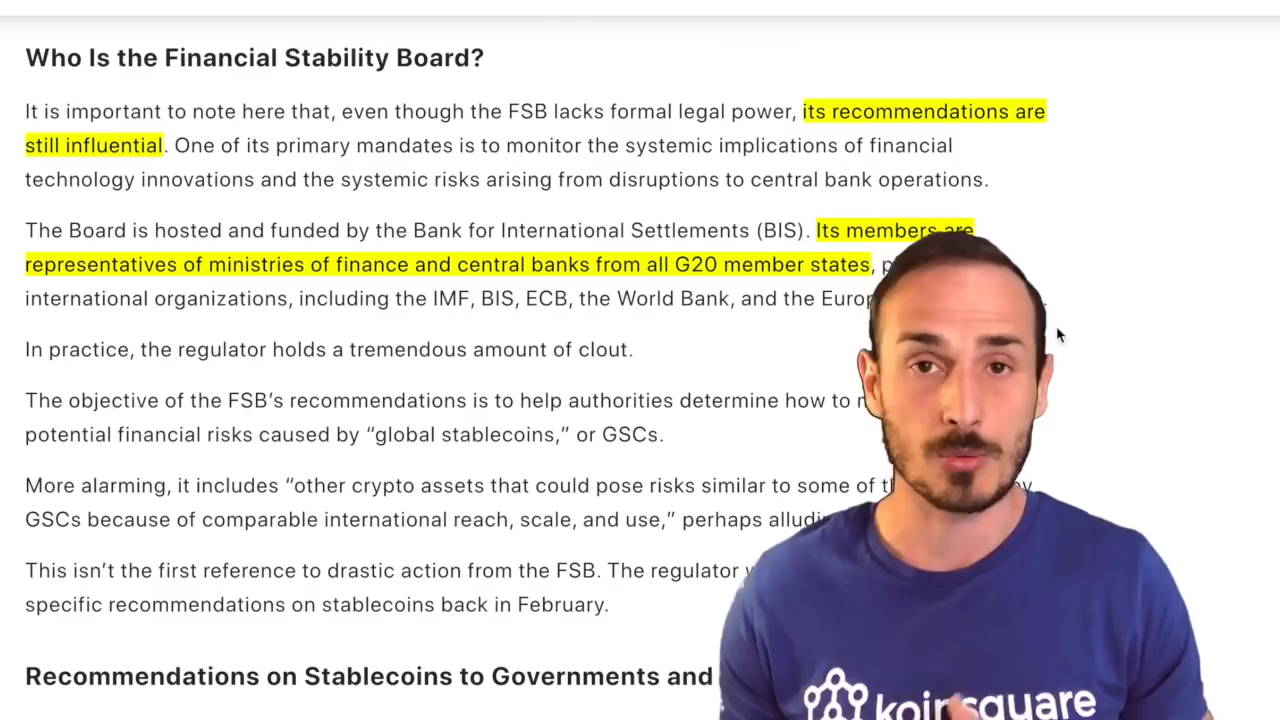 Who Is the Financial Stability Board?
It is important to note here that, even though the FSB lacks formal legal power, its recommendations are
still influential. One of its primary mandates is to monitor the systemic implications of financial
technology innovations and the systemic risks arising from disruptions to central bank operations.
The Board is hosted and funded by the Bank for International Settlements (BIS). Its members are
representatives of ministries of finance and central banks from all G20 member states,
international organizations, including the IMF, BIS, ECB, the World Bank, and the
In practice, the regulator holds a tremendous amount of clout.
The objective of the FSB’s recommendations is to help authorities determine how to
potential financial risks caused by “global stablecoins,” or GSCs.
More alarming, it includes “other crypto assets that could pose risks similar to some of
GSCs because of comparable international reach, scale, and use,” perhaps
This isn’t the first reference to drastic action from the FSB. The regulator
specific recommendations on stablecoins back in February.
Recommendations on Stablecoins to Governments and
koinsquare